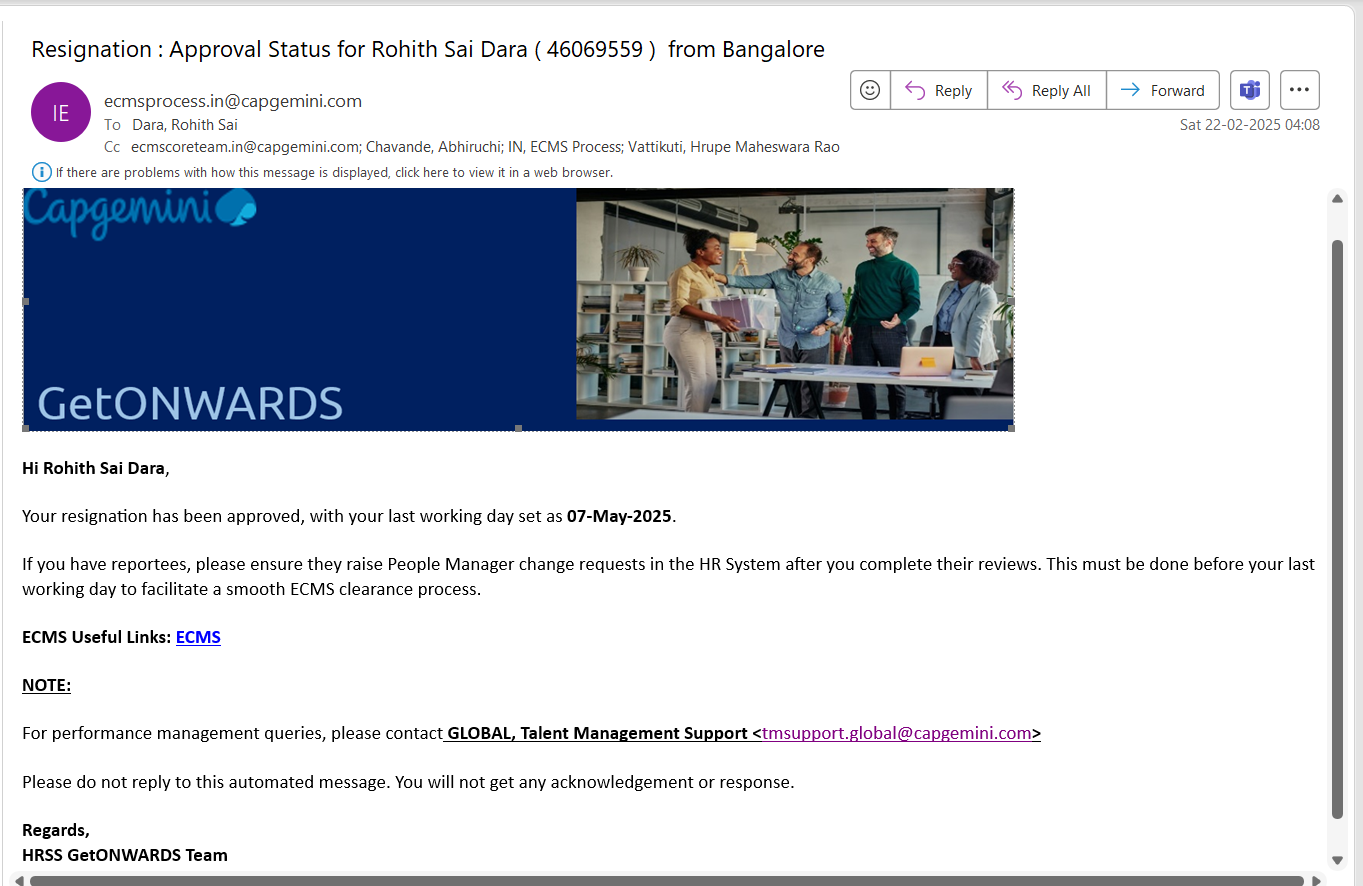 Resignation : Approval Status for Rohith Sai Dara ( 46069559 ) from Bangalore
IE
ecmsprocess.in@capgemini.com
To Dara, Rohith Sai
Cc ecmscoreteam.in@capgemini.com; Chavande, Abhiruchi; IN, ECMS Process; Vattikuti, Hrupe Maheswara Rao
Reply
Reply All
Forward
Sat 22-02-2025 04:08
If there are problems with how this message is displayed, click here to view it in a web browser.
Capgemini
GetONWARDS
Hi Rohith Sai Dara,
Your resignation has been approved, with your last working day set as 07-May-2025.
If you have reportees, please ensure they raise People Manager change requests in the HR System after you complete their reviews. This must be done before your last
working day to facilitate a smooth ECMS clearance process.
ECMS Useful Links: ECMS
NOTE:
For performance management queries, please contact GLOBAL, Talent Management Support <tmsupport.global@capgemini.com>
Please do not reply to this automated message. You will not get any acknowledgement or response.
Regards,
HRSS GetONWARDS Team